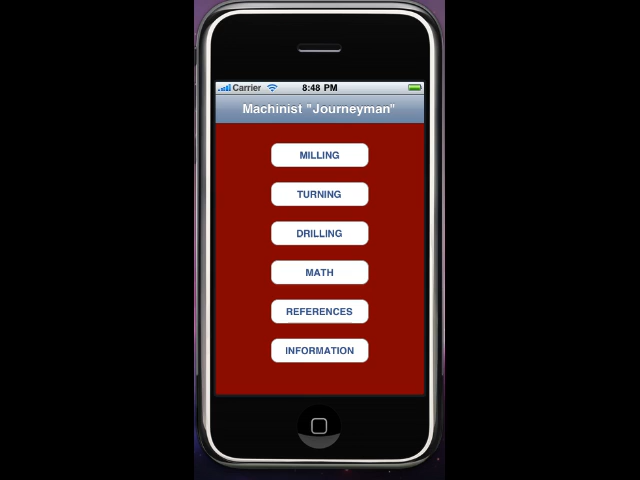 Carrier 8:48 PM
Machinist "Journeyman"
MILLING
TURNING
DRILLING
MATH
REFERENCES
INFORMATION